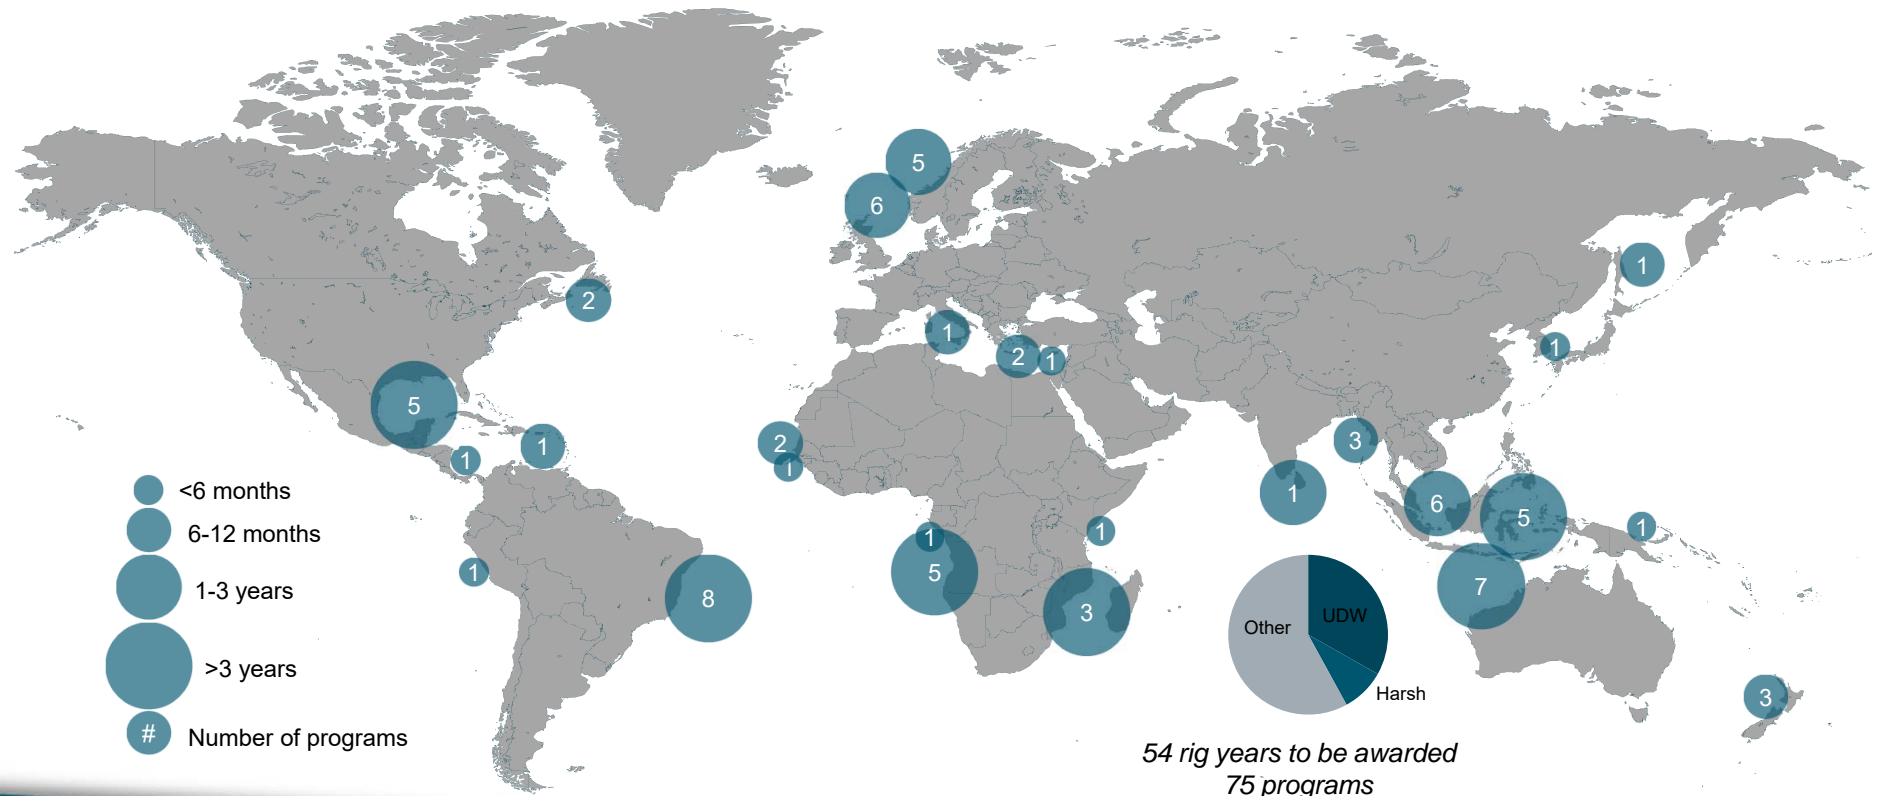 5
6
1
2
1
1
2
1
5
1
1
2
1
3
1
6
5
1
1
5
1
1
8
3
7
3
<6 months
6-12 months
1-3 years
>3 years
# Number of programs
UDW
Other
Harsh
54 rig years to be awarded
75 programs